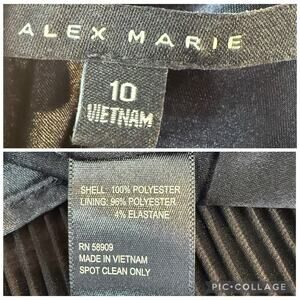 ALEX MARIE
10
VIETNAM
SHELL: 100% POLYESTER
LINING: 96% POLYESTER
4% ELASTANE
RN 58909
MADE IN VIETNAM
SPOT CLEAN ONLY
PIC•COLLAGE